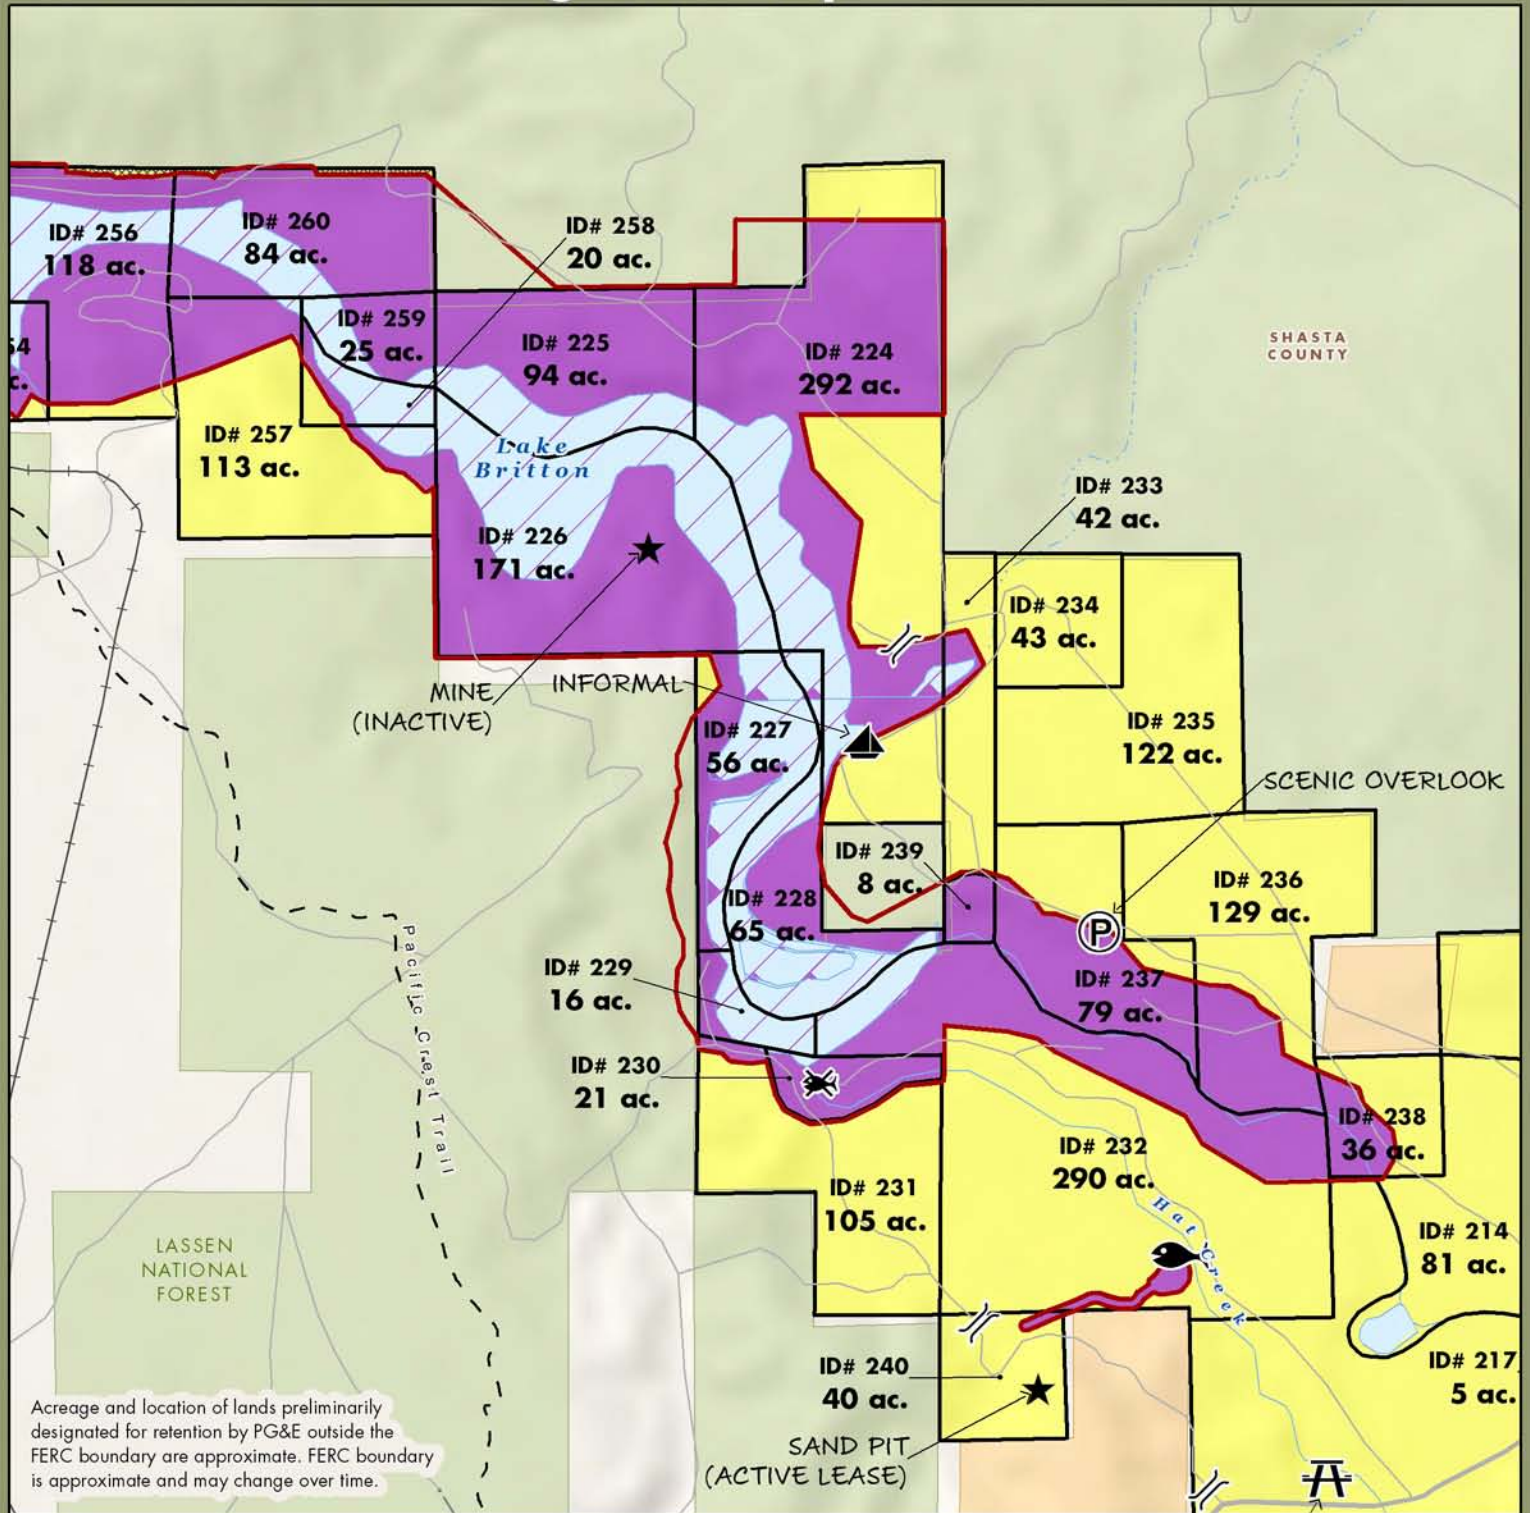 ID# 256
118 ac.
ID# 260
84 ac.
ID# 258
20 ac.
ID# 259
25 ac.
ID# 225
94 ac.
ID# 224
292 ac.
SHASTA
COUNTY
54
c.
ID# 257
113 ac.
Lake
Britton
ID# 233
42 ac.
ID# 226
171 ac.
ID# 234
43 ac.
MINE
(INACTIVE)
INFORMAL
ID# 227
56 ac.
ID# 235
122 ac.
SCENIC OVERLOOK
ID# 239
8 ac.
ID# 236
129 ac.
ID# 228
65 ac.
P
Pacific Crest Trail
ID# 229
16 ac.
ID# 237
79 ac.
ID# 230
21 ac.
ID# 238
36 ac.
ID# 232
290 ac.
ID# 231
105 ac.
Hat Creek
ID# 214
81 ac.
LASSEN
NATIONAL
FOREST
ID# 240
40 ac.
ID# 217
5 ac.
SAND PIT
(ACTIVE LEASE)
Acreage and location of lands preliminarily
designated for retention by PG&E outside the
FERC boundary are approximate. FERC boundary
is approximate and may change over time.